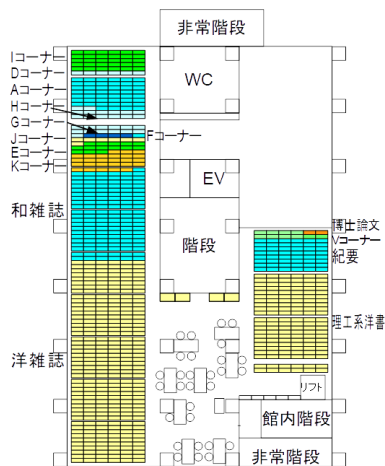 非常階段
Iコーナー
Dコーナー
Aコーナー
WC
Hコーナー
Gコーナー
Jコーナー
Fコーナー
Eコーナー
Kコーナー
EV
和雑誌
博士論文
Vコーナー
階段
紀要
理工系洋書
洋雑誌
リフト
館内階段
非常階段